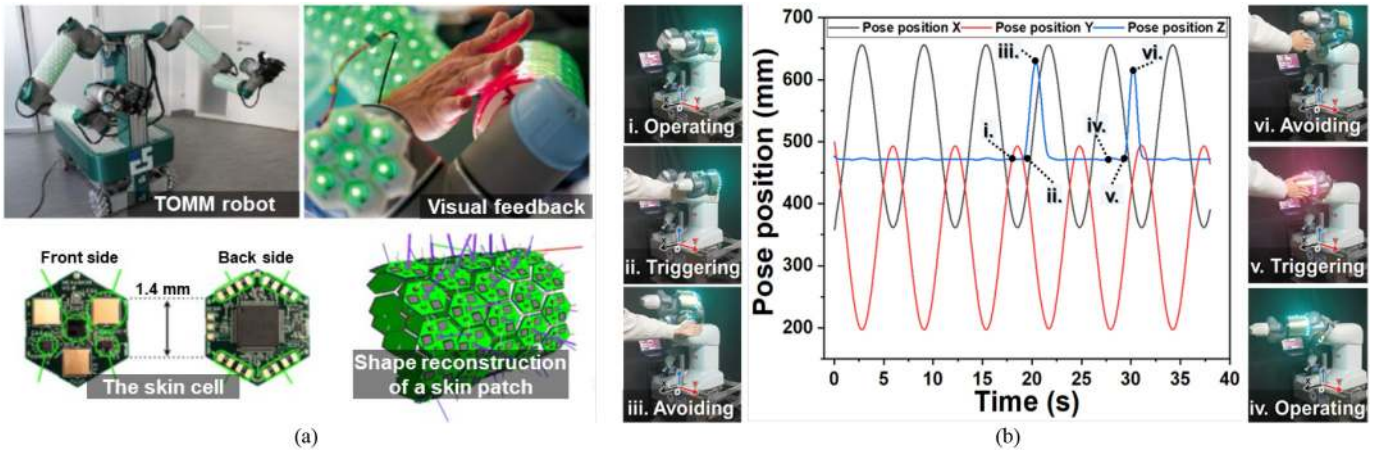 TOMM robot
Visual feedback
Front side
Back side
1.4 mm
The skin cell
Shape reconstruction
of a skin patch
(a)
i. Operating
ii. Triggering
iii. Avoiding
Pose position X Pose position Y Pose position Z
Pose position (mm)
700
600
500
400
300
200
i.
ii.
iii.
iv.
v.
vi.
0 5 10 15 20 25 30 35 40
Time (s)
vi. Avoiding
v. Triggering
iv. Operating
(b)